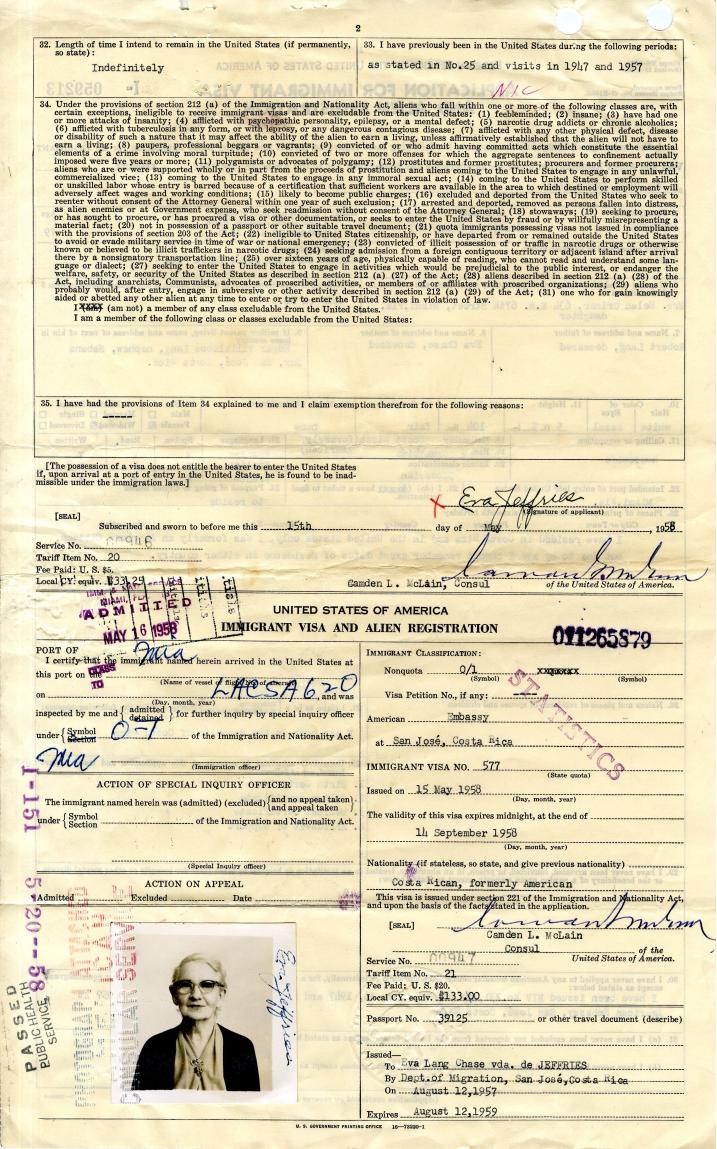 2
32. Length of time I intend to remain in the United States (if permanently,
so state):
Indefinitely
33. I have previously been in the United States during the following periods:
as stated in No.25 and visits in 1947 and 1957
34. Under the provisions of section 212 (a) of the Immigration and Nationality Act, aliens who fall within one or more of the following classes are, with
certain exceptions, ineligible to receive immigrant visas and are excludable from the United States: (1) feebleminded; (2) insane; (3) have had one
or more attacks of insanity; (4) afflicted with psychopathic personality, epilepsy, or a mental defect; (5) narcotic drug addicts or chronic alcoholics;
(6) afflicted with tuberculosis in any form, or with leprosy, or any dangerous contagious disease; (7) afflicted with any other physical defect, disease
or disability of such a nature that it may affect the ability of the alien to earn a living, unless affirmatively established the alien will not have to
earn a living; (8) paupers, professional beggars or vagrants; (9) convicted of or who admit having committed acts which constitute the essential
elements of a crime involving moral turpitude; (10) convicted of two or more offenses for which the aggregate sentences to confinement actually
imposed were five years or more; (11) polygamists or advocates of polygamy; (12) prostitutes and former prostitutes; procurers and former procurers;
aliens who are or were supported wholly or in part from the proceeds of prostitution and aliens coming to the United States to engage in any unlawful,
commercialized vice; (13) coming to the United States to engage in any immoral sexual act; (14) coming to the United States to perform skilled
or unskilled labor whose entry is barred because of a certification that sufficient workers are available in the area to which destined or employment will
adversely affect wages and working conditions; (15) likely to become public charges; (16) excluded and deported from the United States who seek to
reenter without consent of the Attorney General within one year of such exclusion; (17) arrested and deported, removed as persons fallen into distress,
as alien enemies or at Government expense, who seek readmission without consent of the Attorney General; (18) stowaways; (19) seeking to procure,
or has sought to procure, or has procured a visa or other documentation, or seeks to enter the United States by fraud or by willfully misrepresenting a
material fact; (20) not in possession of a passport or other suitable travel document; (21) quota immigrants possessing visas not issued in compliance
with the provisions of section 203 of the Act; (22) ineligible to United States citizenship, or have departed from or remained outside the United States
to avoid or evade military service in time of war or national emergency; (23) convicted of illicit possession of or traffic in narcotic drugs or otherwise
known or believed to be illicit traffickers in narcotic drugs; (24) seeking admission from a foreign contiguous territory or adjacent island after arrival
there by a nonsignatory transportation line; (25) over sixteen years of age, physically capable of reading, who cannot read and understand some lan-
guage or dialect; (27) seeking to enter the United States to engage in activities which would be prejudicial to the public interest, or endanger the
welfare, safety, or security of the United States as described in section 212 (a) (27) of the Act; (28) aliens described in section 212 (a) (28) of the
Act, including anarchists, Communists, advocates of proscribed activities, or members of or affiliates with proscribed organizations; (29) aliens who
probably would, after entry, engage in subversive or other activity described in section 212 (a) (29) of the Act; (31) one who for gain knowingly
aided or abetted any other alien at any time to enter or try to enter the United States in violation of law.
I (am not) a member of any class excludable from the United States.
I am a member of the following class or classes excludable from the United States:
35. I have had the provisions of Item 34 explained to me and I claim exemption therefrom for the following reasons:
-----
[The possession of a visa does not entitle the bearer to enter the United States
if, upon arrival at a port of entry in the United States, he is found to be inad-
missible under the immigration laws.]
X Eva Jeffries
(Signature of applicant)
[SEAL]
Subscribed and sworn to before me this 15th day of May, 1958
Service No. 00946
Tariff Item No. 20
Fee Paid: U. S. $5.
Local CY. equiv. ₡33.25
Camden L. McLain, Consul of the United States of America.
ADMITTED
MAY 16 1958
UNITED STATES OF AMERICA
IMMIGRANT VISA AND ALIEN REGISTRATION
011265879
PORT OF Mia
I certify that the immigrant named herein arrived in the United States at
this port on the LACSA 620
(Name of vessel or flight No. of aircraft)
on , and was
(Day, month, year)
inspected by me and { admitted detained } for further inquiry by special inquiry officer
under { Symbol Section O-1 of the Immigration and Nationality Act.
Mia
(Immigration officer)
ACTION OF SPECIAL INQUIRY OFFICER
The immigrant named herein was (admitted) (excluded) { and no appeal taken) and appeal taken)
under { Symbol Section of the Immigration and Nationality Act.
(Special Inquiry officer)
ACTION ON APPEAL
Admitted Excluded Date
I-151 5-20--58
PASSED
PUBLIC HEALTH
SERVICE
Eva Jeffries
IMMIGRANT CLASSIFICATION:
Nonquota 0/1 xxxxxxx
(Symbol) (Symbol)
STATISTICS
Visa Petition No., if any: ----
American Embassy
at San José, Costa Rica
IMMIGRANT VISA NO. 577
(State quota)
Issued on 15 May 1958
(Day, month, year)
The validity of this visa expires midnight, at the end of
14 September 1958
(Day, month, year)
Nationality (if stateless, so state, and give previous nationality)
Costa Rican, formerly American
This visa is issued under section 221 of the Immigration and Nationality Act,
and upon the basis of the facts stated in the application.
[SEAL]
Camden L. McLain
Consul of the
United States of America.
Service No. 00947
Tariff Item No. 21
Fee Paid: U. S. $20.
Local CY. equiv. ₡133.00
Passport No. 39125 or other travel document (describe)
Issued—
To Eva Lang Chase vda. de JEFFRIES
By Dept.of Migration, San José,Costa Rica
On August 12,1957
Expires August 12,1959
U. S. GOVERNMENT PRINTING OFFICE 16—73220-1